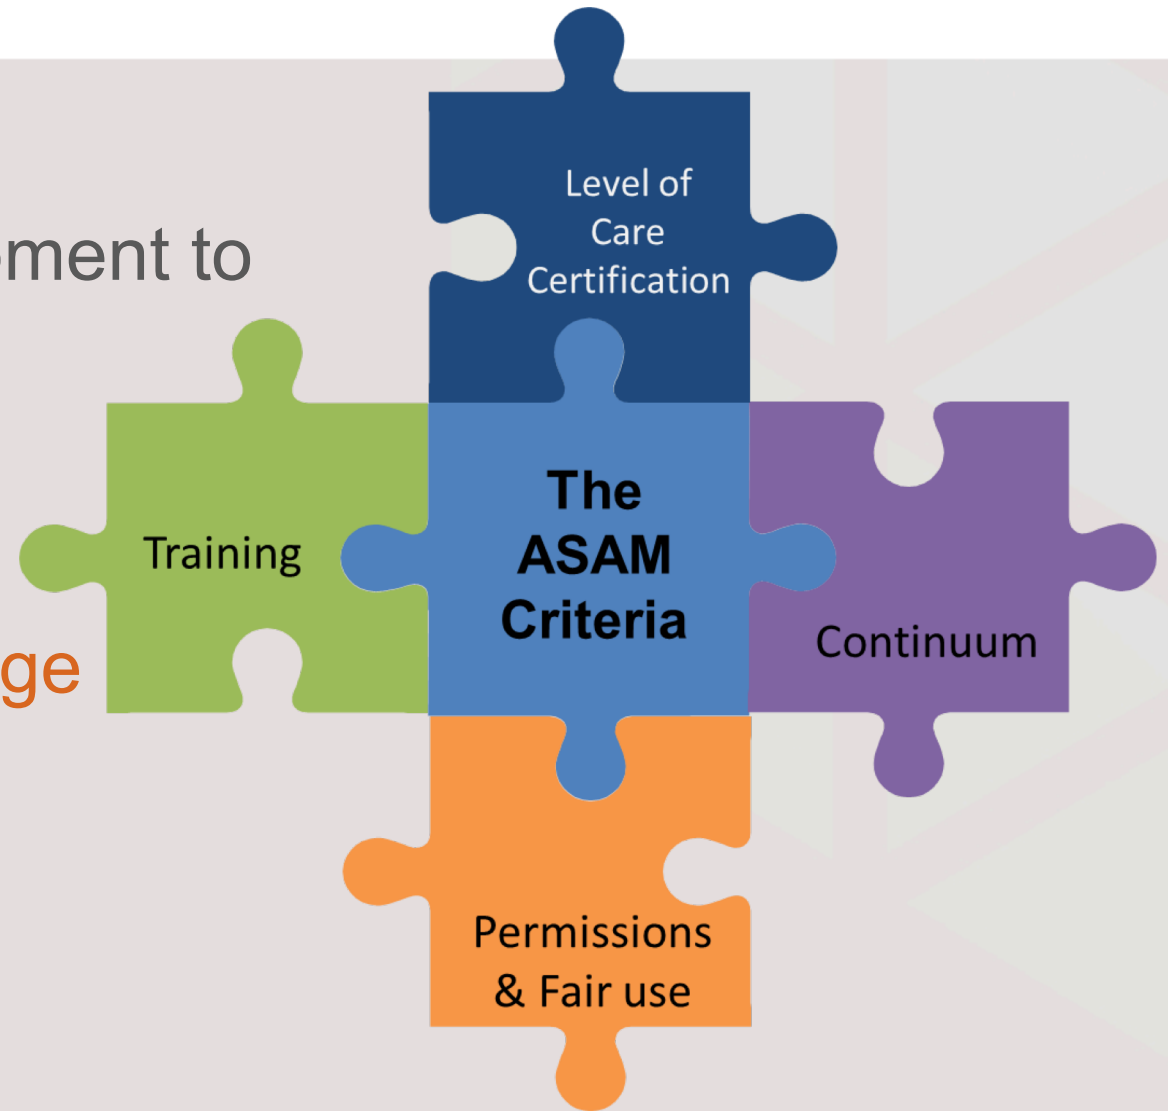 Level of
Care
Certification
ment to
The
ASAM
Criteria
Training
Continuum
ge
Permissions
& Fair use